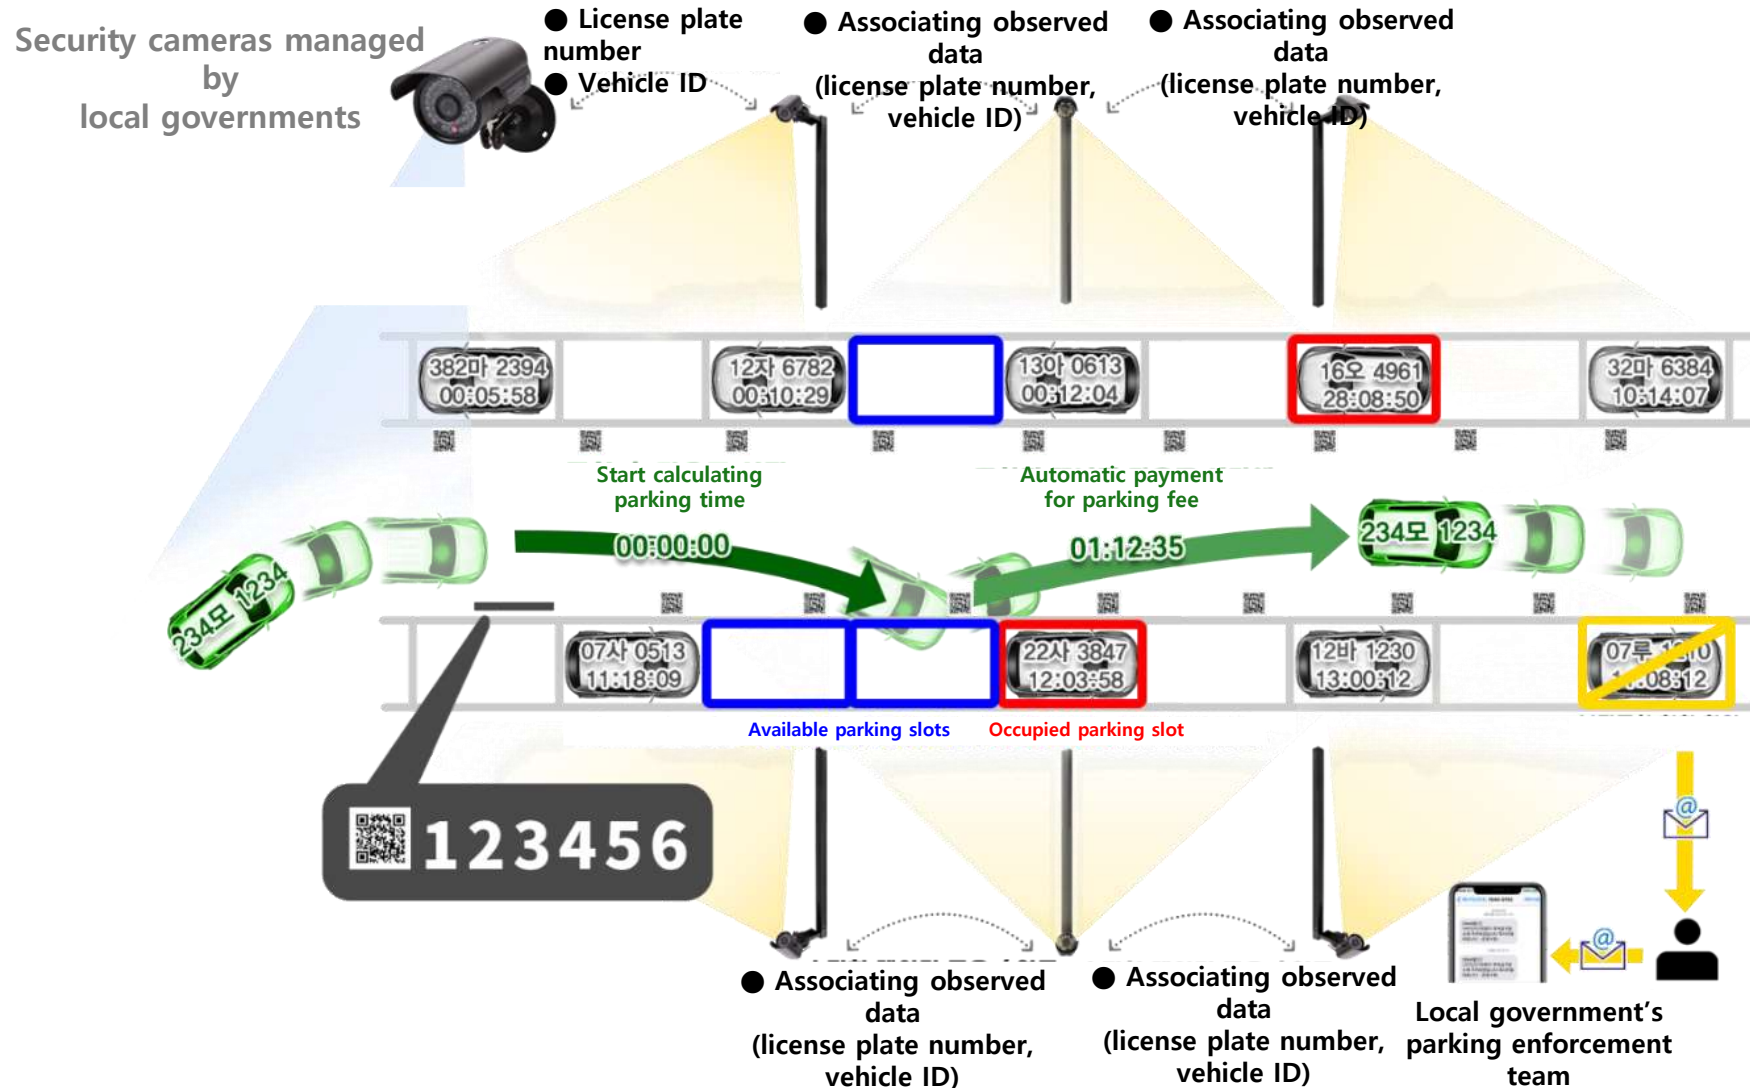 Security cameras managed
by
local governments
● License plate
number
● Vehicle ID
● Associating observed
data
(license plate number,
vehicle ID)
● Associating observed
data
(license plate number,
vehicle ID)
382마 2394
00:05:58
12자 6782
00:10:29
13아 0613
00:12:04
16오 4961
28:08:50
32마 6384
10:14:07
Start calculating
parking time
Automatic payment
for parking fee
00:00:00
01:12:35
234모 1234
234모 1234
07사 0513
11:18:09
22사 3847
12:03:58
12바 1230
13:00:12
07루
:08:12
Available parking slots
Occupied parking slot
123456
● Associating observed
data
(license plate number,
vehicle ID)
● Associating observed
data
(license plate number,
vehicle ID)
@
@
Local government's
parking enforcement
team